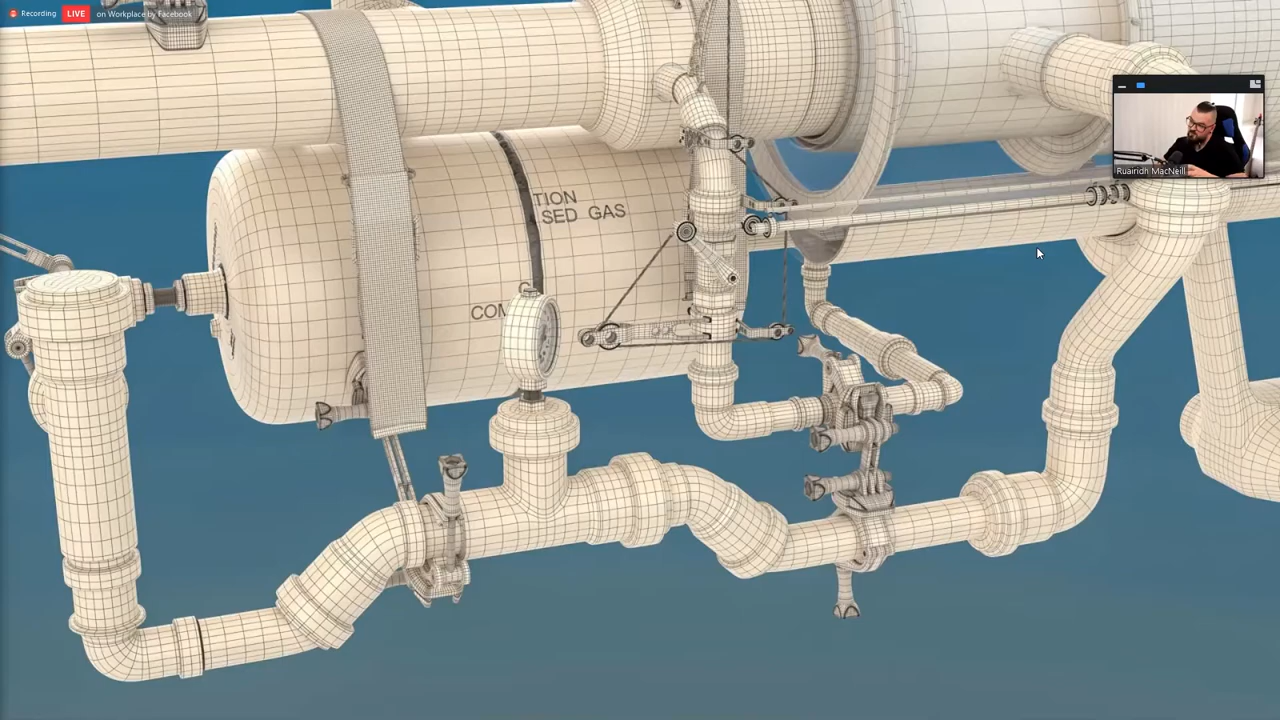 Recording LIVE on Workplace by Facebook
Ruairidh MacNeill
TION
SED GAS
COM